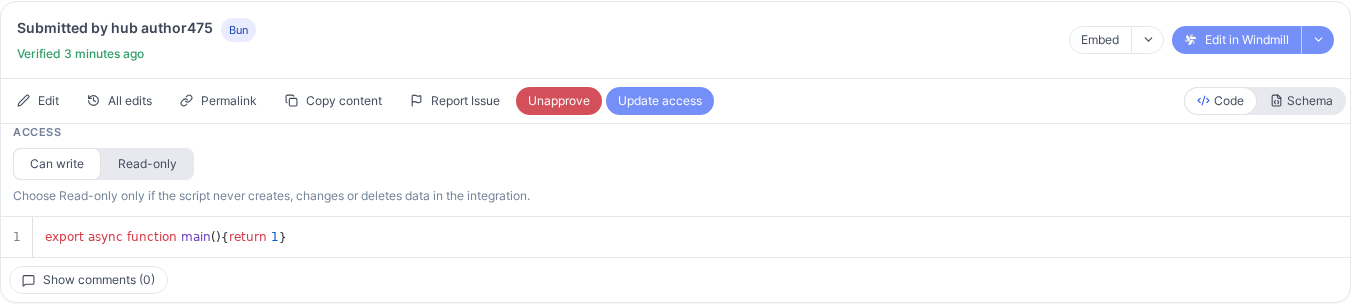 Submitted by hub author475 Bun
Verified 3 minutes ago
Embed
Edit in Windmill
Edit All edits Permalink Copy content Report Issue Unapprove Update access Code Schema
ACCESS
Can write Read-only
Choose Read-only only if the script never creates, changes or deletes data in the integration.
1 export async function main(){return 1}
Show comments (0)